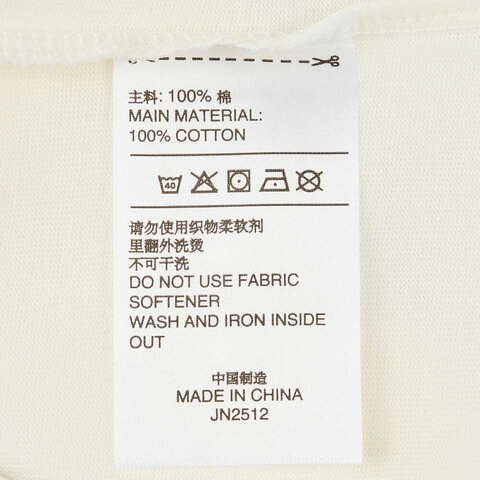 主料: 100% 棉
MAIN MATERIAL:
100% COTTON
40
请勿使用织物柔软剂
里翻外洗烫
不可干洗
DO NOT USE FABRIC
SOFTENER
WASH AND IRON INSIDE
OUT
中国制造
MADE IN CHINA
JN2512